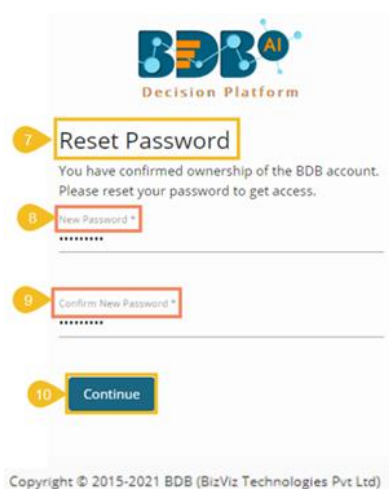 BDB AI
Decision Platform
7 Reset Password
You have confirmed ownership of the BDB account.
Please reset your password to get access.
8 New Password *
•••••••••
9 Confirm New Password *
•••••••••
10 Continue
Copyright © 2015-2021 BDB (BizViz Technologies Pvt Ltd)